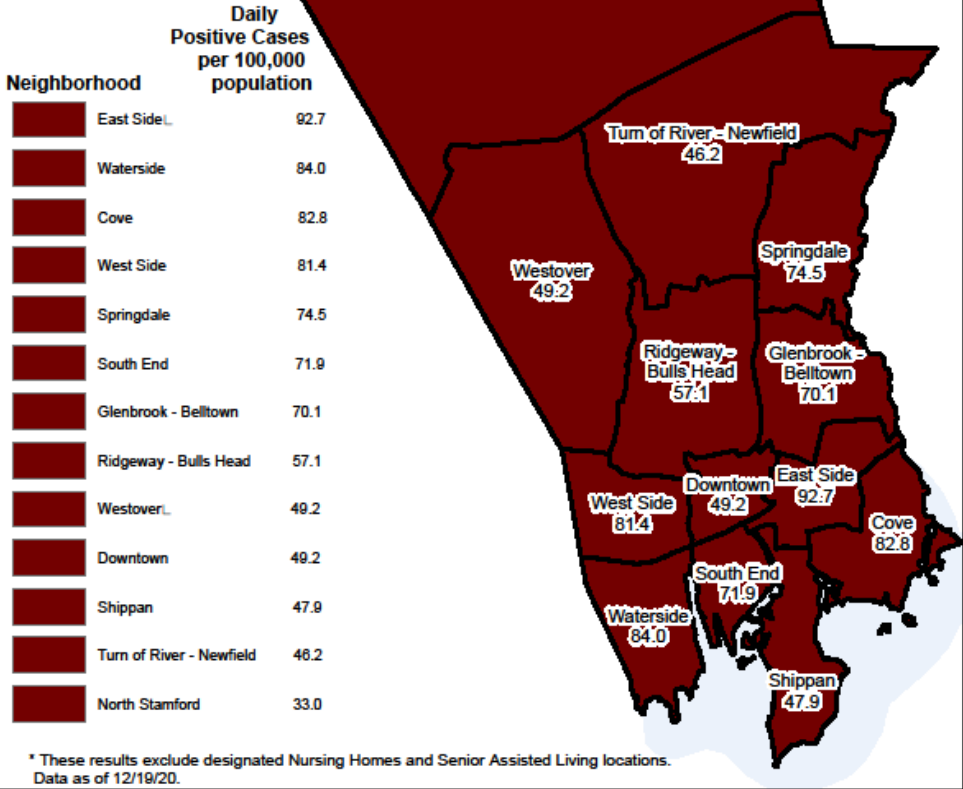 Daily
Positive Cases
per 100,000
population
Neighborhood
East Side 92.7
Waterside 84.0
Cove 82.8
West Side 81.4
Springdale 74.5
South End 71.9
Glenbrook - Belltown 70.1
Ridgeway - Bulls Head 57.1
Westover 49.2
Downtown 49.2
Shippan 47.9
Turn of River - Newfield 46.2
North Stamford 33.0
* These results exclude designated Nursing Homes and Senior Assisted Living locations.
Data as of 12/19/20.
Turn of River - Newfield
46.2
Springdale
74.5
Westover
49.2
Ridgeway -
Bulls Head
57.1
Glenbrook -
Belltown
70.1
East Side
92.7
Downtown
49.2
West Side
81.4
Cove
82.8
South End
71.9
Waterside
84.0
Shippan
47.9